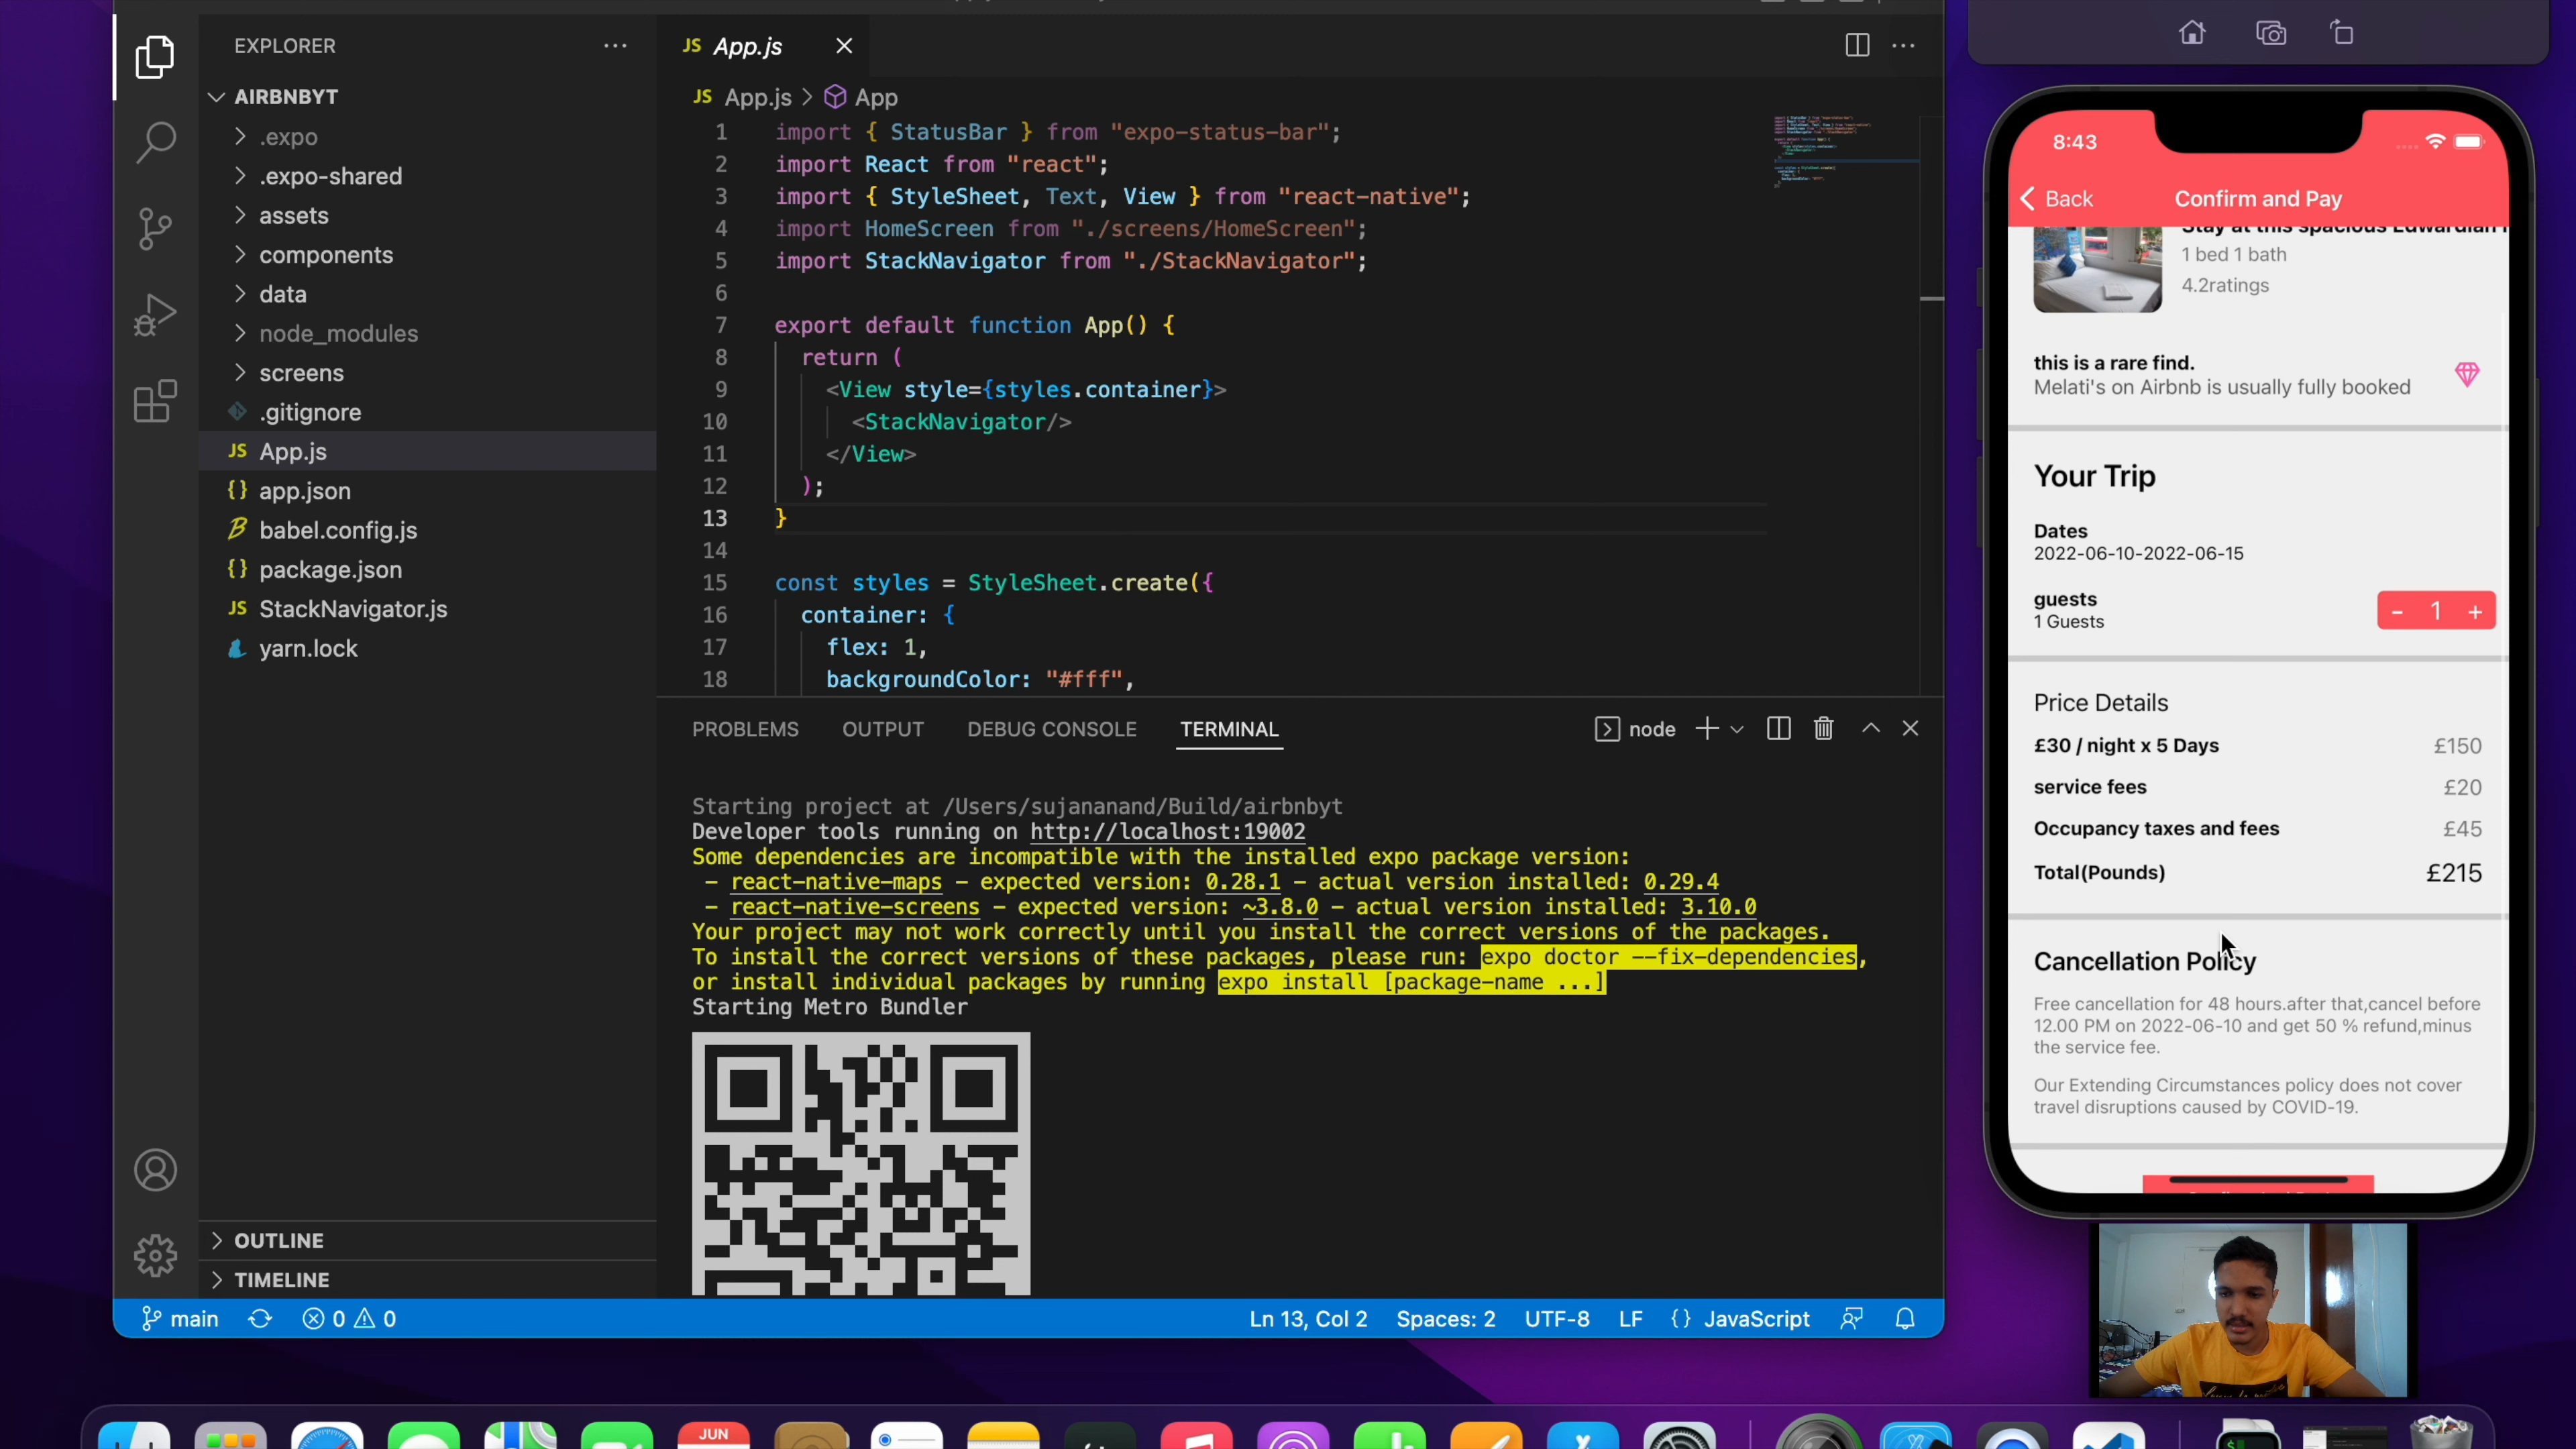 EXPLORER
AIRBNBYT
.expo
.expo-shared
assets
components
data
node_modules
screens
.gitignore
JS App.js
{} app.json
babel.config.js
{} package.json
JS StackNavigator.js
yarn.lock
OUTLINE
TIMELINE
JS App.js
JS App.js > App
1 import { StatusBar } from "expo-status-bar";
2 import React from "react";
3 import { StyleSheet, Text, View } from "react-native";
4 import HomeScreen from "./screens/HomeScreen";
5 import StackNavigator from "./StackNavigator";
6
7 export default function App() {
8 return (
9 <View style={styles.container}>
10 <StackNavigator/>
11 </View>
12 );
13 }
14
15 const styles = StyleSheet.create({
16 container: {
17 flex: 1,
18 backgroundColor: "#fff",
PROBLEMS OUTPUT DEBUG CONSOLE TERMINAL
node
Starting project at /Users/sujananand/Build/airbnbyt
Developer tools running on http://localhost:19002
Some dependencies are incompatible with the installed expo package version:
- react-native-maps - expected version: 0.28.1 - actual version installed: 0.29.4
- react-native-screens - expected version: ~3.8.0 - actual version installed: 3.10.0
Your project may not work correctly until you install the correct versions of the packages.
To install the correct versions of these packages, please run: expo doctor --fix-dependencies,
or install individual packages by running expo install [package-name ...]
Starting Metro Bundler
main 0 0
Ln 13, Col 2 Spaces: 2 UTF-8 LF {} JavaScript
8:43
Back Confirm and Pay
Stay at this spacious Edwardian
1 bed 1 bath
4.2ratings
this is a rare find.
Melati's on Airbnb is usually fully booked
Your Trip
Dates
2022-06-10-2022-06-15
guests
1 Guests
- 1 +
Price Details
£30 / night x 5 Days £150
service fees £20
Occupancy taxes and fees £45
Total(Pounds) £215
Cancellation Policy
Free cancellation for 48 hours.after that,cancel before
12.00 PM on 2022-06-10 and get 50 % refund,minus
the service fee.
Our Extending Circumstances policy does not cover
travel disruptions caused by COVID-19.
JUN